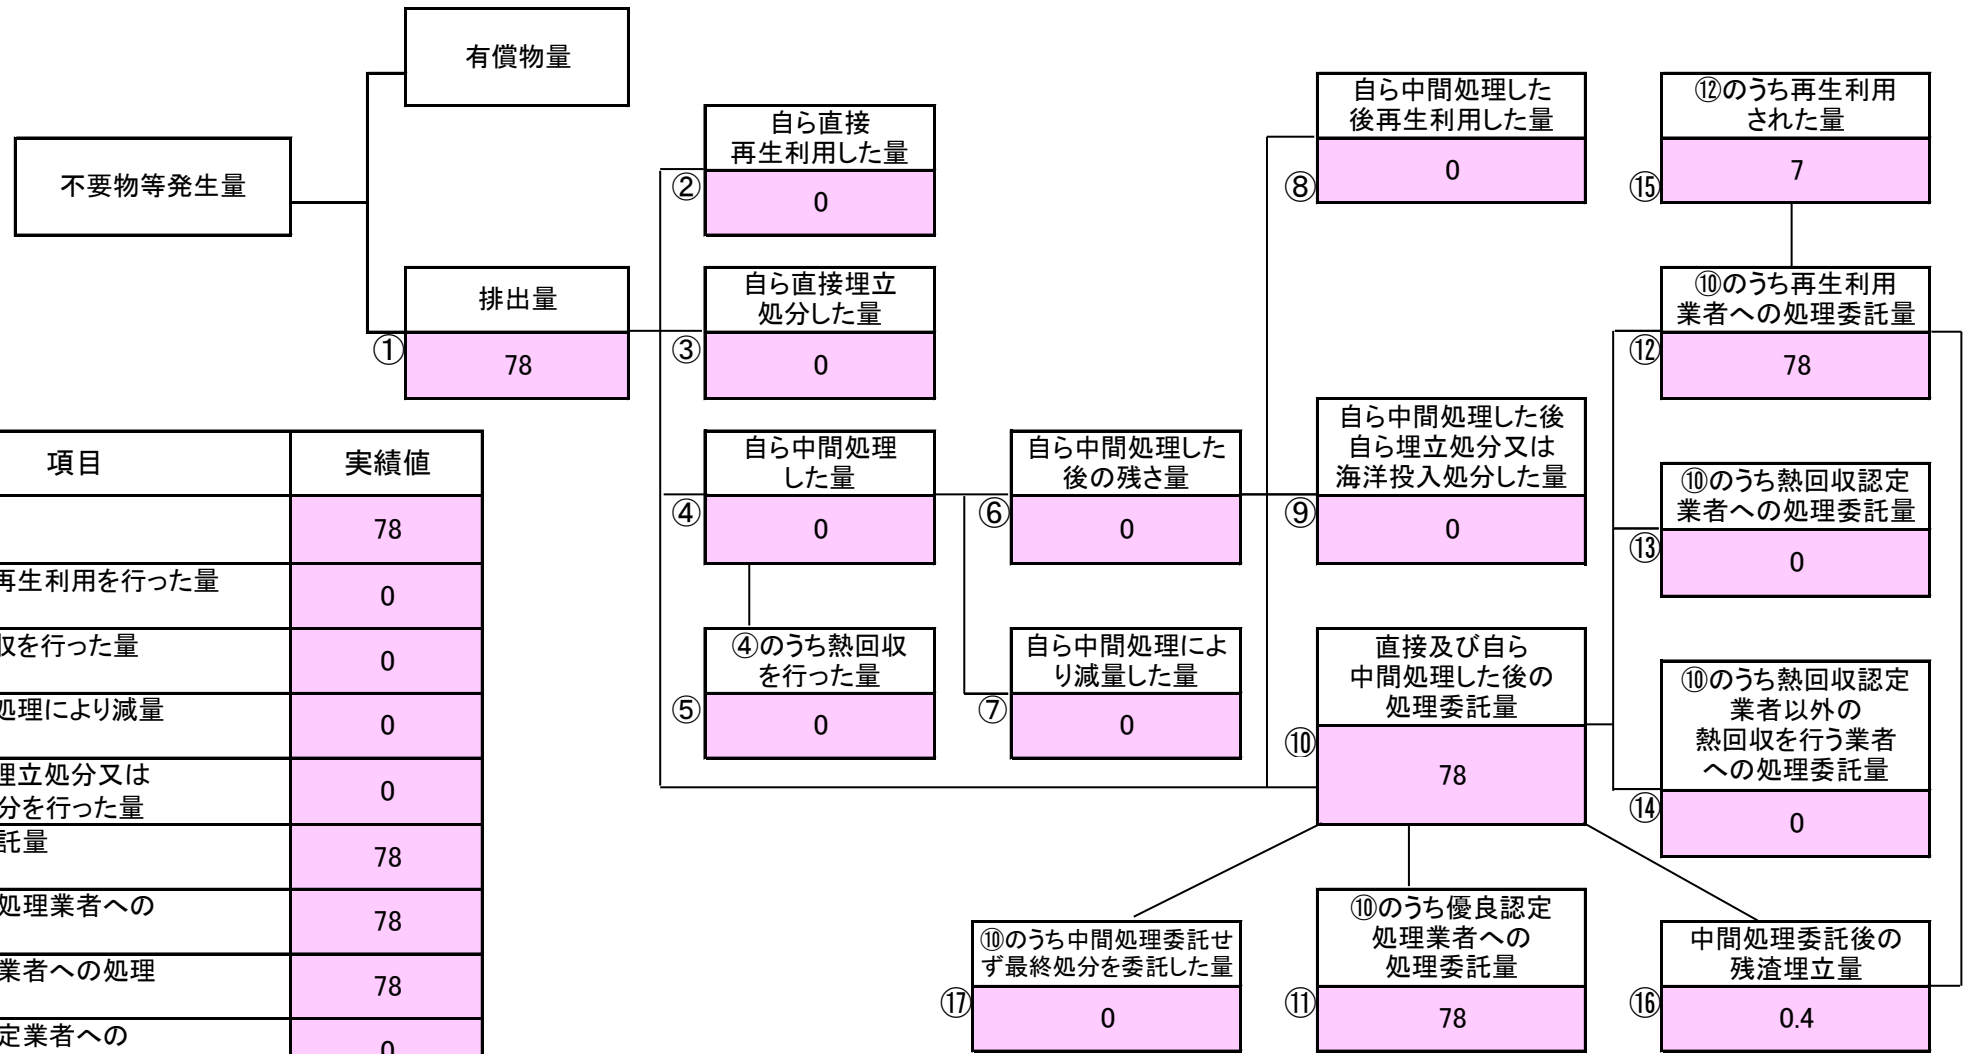 有償物量
不要物等発生量
排出量
①
78
自ら直接
再生利用した量
②
0
自ら直接埋立
処分した量
③
0
自ら中間処理
した量
④
0
④のうち熱回収
を行った量
⑤
0
自ら中間処理した
後の残さ量
⑥
0
自ら中間処理によ
り減量した量
⑦
0
自ら中間処理した
後再生利用した量
⑧
0
自ら中間処理した後
自ら埋立処分又は
海洋投入処分した量
⑨
0
直接及び自ら
中間処理した後の
処理委託量
⑩
78
⑫のうち再生利用
された量
⑮
7
⑩のうち再生利用
業者への処理委託量
⑫
78
⑩のうち熱回収認定
業者への処理委託量
⑬
0
⑩のうち熱回収認定
業者以外の
熱回収を行う業者
への処理委託量
⑭
0
⑩のうち中間処理委託せ
ず最終処分を委託した量
⑰
0
⑩のうち優良認定
処理業者への
処理委託量
⑪
78
中間処理委託後の
残渣埋立量
⑯
0.4
項目
実績値
78
再生利用を行った量
0
収を行った量
0
処理により減量
0
埋立処分又は
分を行った量
0
託量
78
処理業者への
78
業者への処理
78
定業者への
0